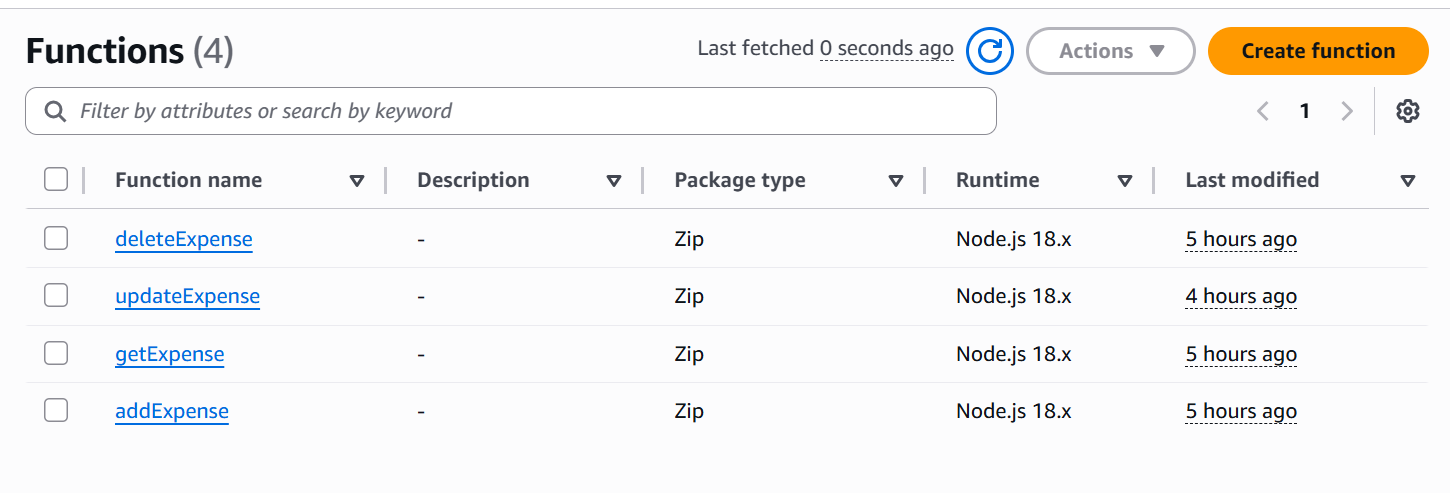 Functions (4)
Last fetched 0 seconds ago
Actions
Create function
Filter by attributes or search by keyword
1
Function name Description Package type Runtime Last modified
deleteExpense - Zip Node.js 18.x 5 hours ago
updateExpense - Zip Node.js 18.x 4 hours ago
getExpense - Zip Node.js 18.x 5 hours ago
addExpense - Zip Node.js 18.x 5 hours ago